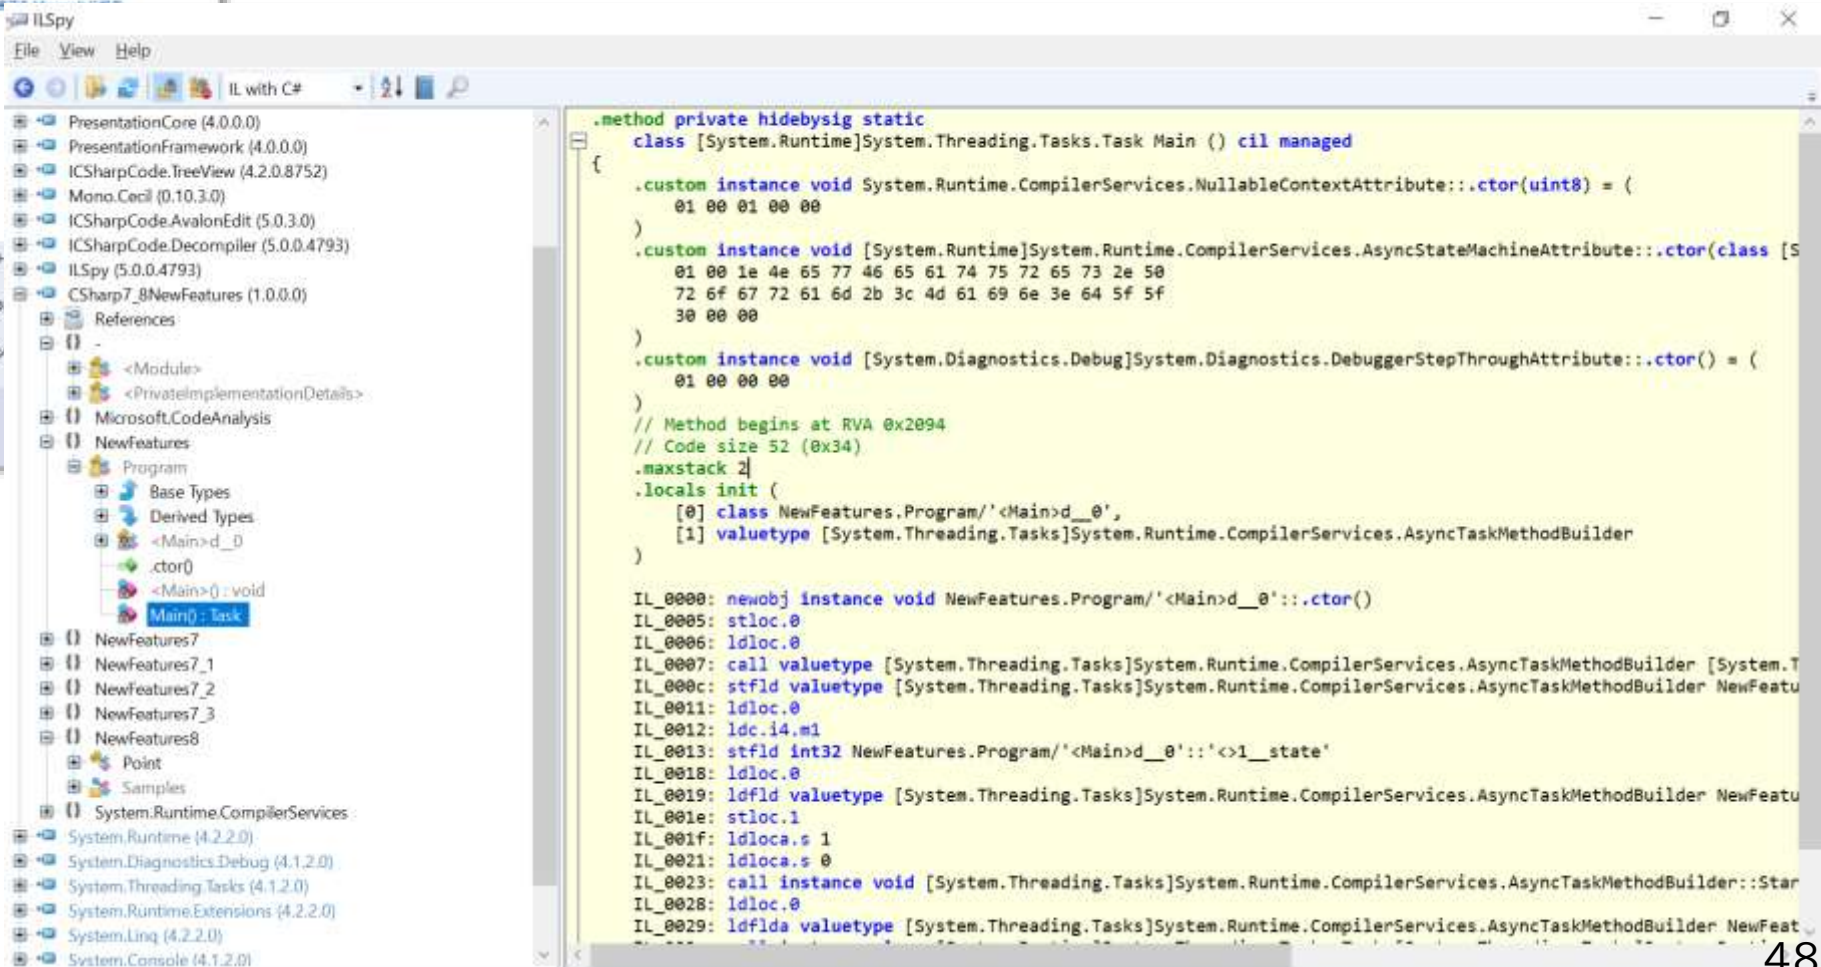 ILSpy
File View Help
IL with C#
PresentationCore (4.0.0.0)
PresentationFramework (4.0.0.0)
ICSharpCode.TreeView (4.2.0.8752)
Mono.Cecil (0.10.3.0)
ICSharpCode.AvalonEdit (5.0.3.0)
ICSharpCode.Decompiler (5.0.0.4793)
ILSpy (5.0.0.4793)
CSharp7_8NewFeatures (1.0.0.0)
References
{} -
<Module>
<PrivateImplementationDetails>
{} Microsoft.CodeAnalysis
{} NewFeatures
Program
Base Types
Derived Types
<Main>d__0
.ctor()
<Main>() : void
Main() : Task
{} NewFeatures7
{} NewFeatures7_1
{} NewFeatures7_2
{} NewFeatures7_3
{} NewFeatures8
Point
Samples
{} System.Runtime.CompilerServices
System.Runtime (4.2.2.0)
System.Diagnostics.Debug (4.1.2.0)
System.Threading.Tasks (4.1.2.0)
System.Runtime.Extensions (4.2.2.0)
System.Linq (4.2.2.0)
System.Console (4.1.2.0)
.method private hidebysig static
class [System.Runtime]System.Threading.Tasks.Task Main () cil managed
{
.custom instance void System.Runtime.CompilerServices.NullableContextAttribute::.ctor(uint8) = (
01 00 01 00 00
)
.custom instance void [System.Runtime]System.Runtime.CompilerServices.AsyncStateMachineAttribute::.ctor(class [S
01 00 1e 4e 65 77 46 65 61 74 75 72 65 73 2e 50
72 6f 67 72 61 6d 2b 3c 4d 61 69 6e 3e 64 5f 5f
30 00 00
)
.custom instance void [System.Diagnostics.Debug]System.Diagnostics.DebuggerStepThroughAttribute::.ctor() = (
01 00 00 00
)
// Method begins at RVA 0x2094
// Code size 52 (0x34)
.maxstack 2
.locals init (
[0] class NewFeatures.Program/'<Main>d__0',
[1] valuetype [System.Threading.Tasks]System.Runtime.CompilerServices.AsyncTaskMethodBuilder
)
IL_0000: newobj instance void NewFeatures.Program/'<Main>d__0'::.ctor()
IL_0005: stloc.0
IL_0006: ldloc.0
IL_0007: call valuetype [System.Threading.Tasks]System.Runtime.CompilerServices.AsyncTaskMethodBuilder [System.T
IL_000c: stfld valuetype [System.Threading.Tasks]System.Runtime.CompilerServices.AsyncTaskMethodBuilder NewFeatu
IL_0011: ldloc.0
IL_0012: ldc.i4.m1
IL_0013: stfld int32 NewFeatures.Program/'<Main>d__0'::'<>1__state'
IL_0018: ldloc.0
IL_0019: ldfld valuetype [System.Threading.Tasks]System.Runtime.CompilerServices.AsyncTaskMethodBuilder NewFeatu
IL_001e: stloc.1
IL_001f: ldloca.s 1
IL_0021: ldloca.s 0
IL_0023: call instance void [System.Threading.Tasks]System.Runtime.CompilerServices.AsyncTaskMethodBuilder::Star
IL_0028: ldloc.0
IL_0029: ldflda valuetype [System.Threading.Tasks]System.Runtime.CompilerServices.AsyncTaskMethodBuilder NewFeat
48